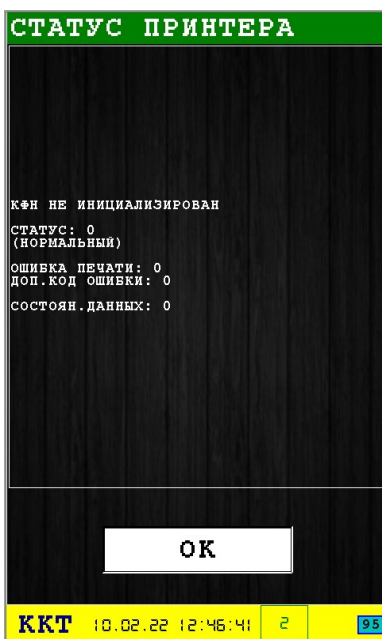 СТАТУС ПРИНТЕРА
КФН НЕ ИНИЦИАЛИЗИРОВАН
СТАТУС: 0
(НОРМАЛЬНЫЙ)
ОШИБКА ПЕЧАТИ: 0
ДОП.КОД ОШИБКИ: 0
СОСТОЯН.ДАННЫХ: 0
OK
ККТ 10.02.22 12:46:41 2 95